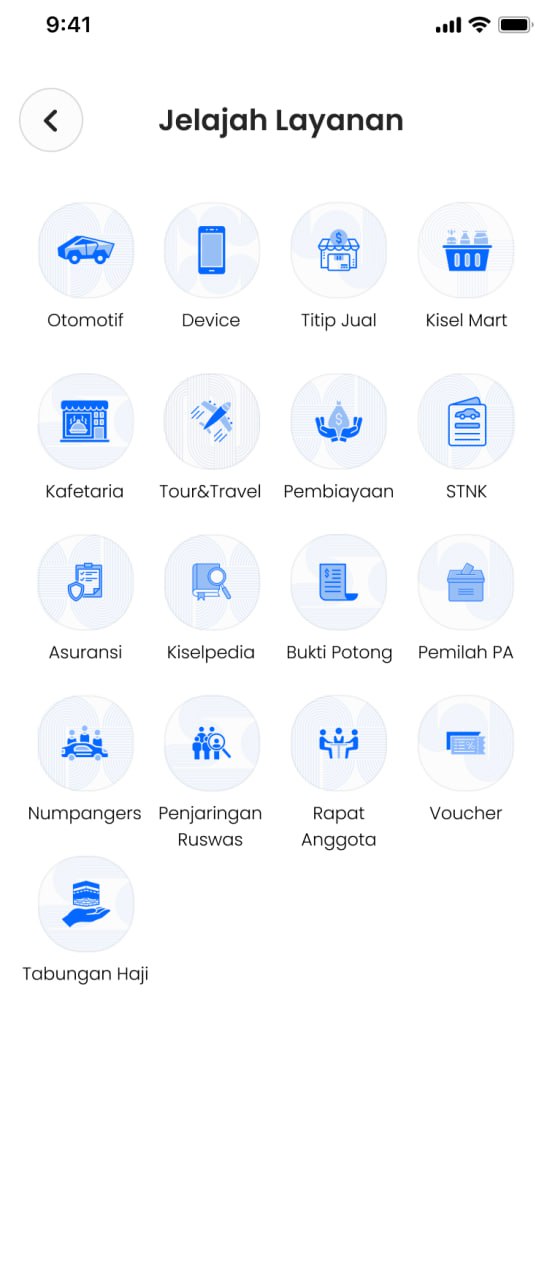 9:41
Jelajah Layanan
Otomotif
Device
Titip Jual
Kisel Mart
Kafetaria
Tour&Travel
Pembiayaan
STNK
Asuransi
Kiselpedia
Bukti Potong
Pemilah PA
Numpangers
Penjaringan
Ruswas
Rapat
Anggota
Voucher
Tabungan Haji